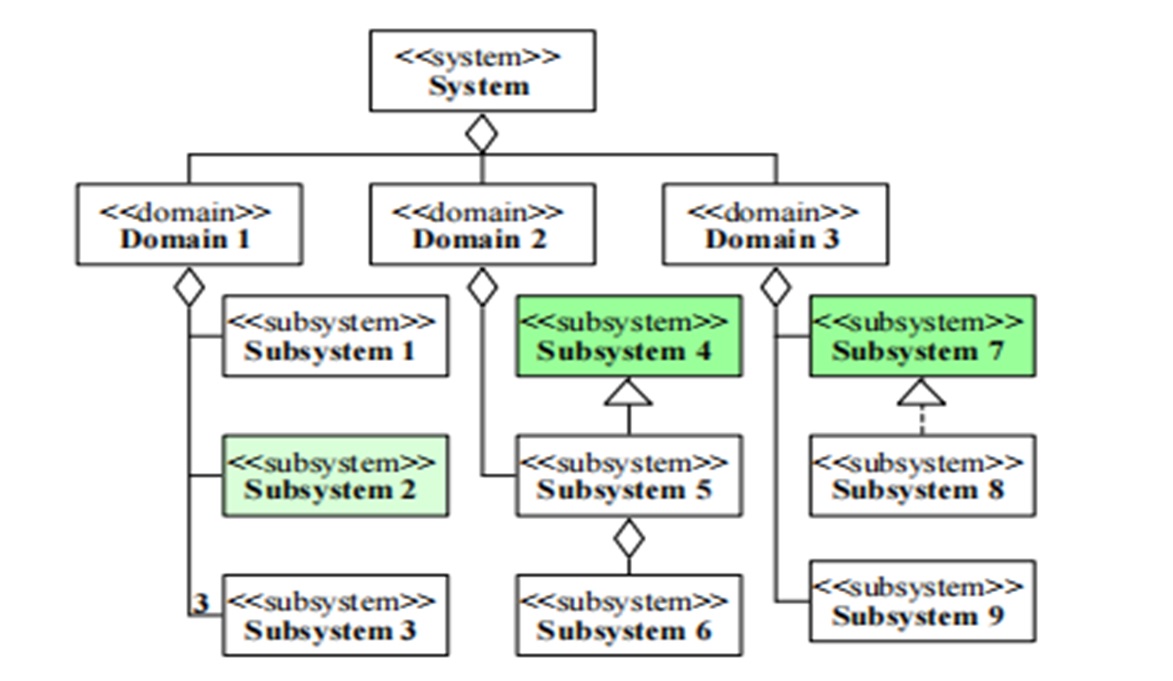 <<system>>
System
<<domain>>
Domain 1
<<domain>>
Domain 2
<<domain>>
Domain 3
<<subsystem>>
Subsystem 1
<<subsystem>>
Subsystem 4
<<subsystem>>
Subsystem 7
<<subsystem>>
Subsystem 2
<<subsystem>>
Subsystem 5
<<subsystem>>
Subsystem 8
3
<<subsystem>>
Subsystem 3
<<subsystem>>
Subsystem 6
<<subsystem>>
Subsystem 9